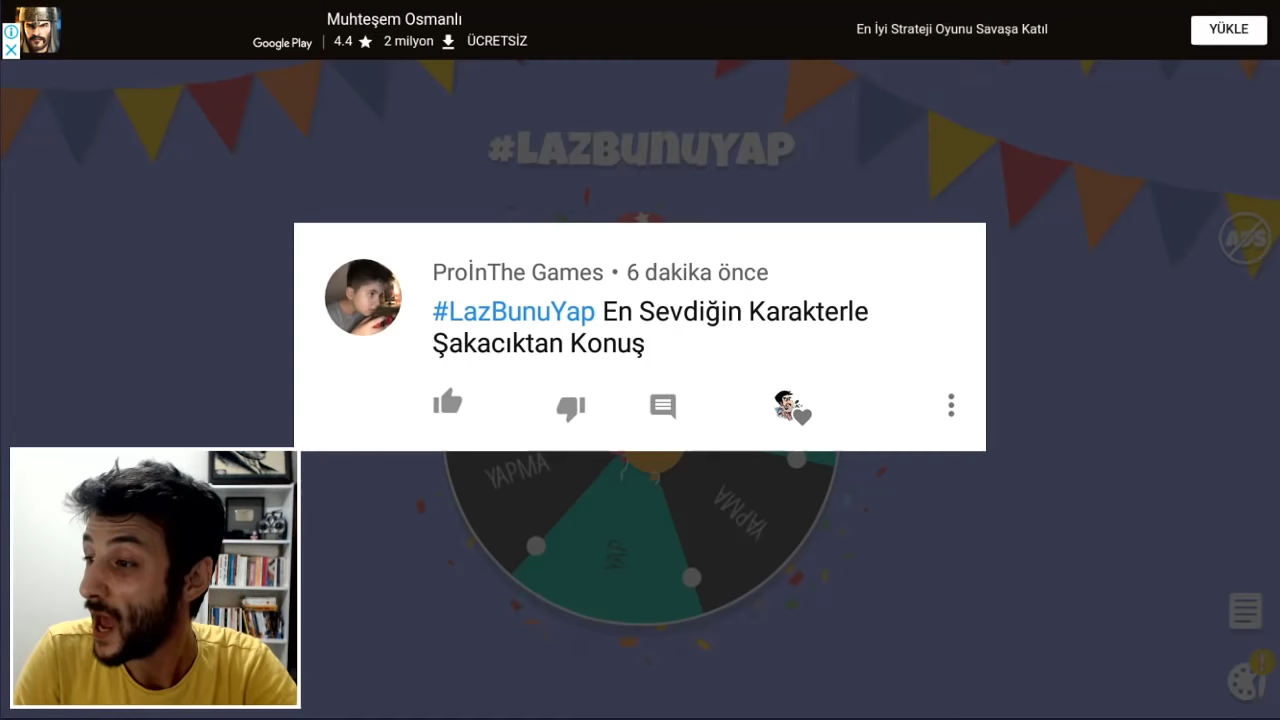 Muhteşem Osmanlı
Google Play | 4.4 ★ 2 milyon ÜCRETSİZ
En İyi Strateji Oyunu Savaşa Katıl
YÜKLE
#LAZBunuYAP
ADS
ProİnThe Games • 6 dakika önce
#LazBunuYap En Sevdiğin Karakterle
Şakacıktan Konuş
YAPMA
YAPMA